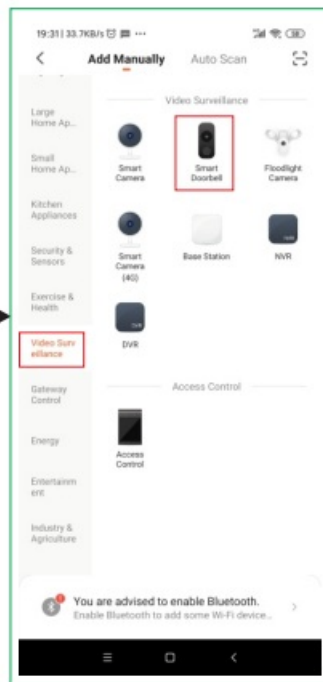 19:31 | 33.7KB/s
Add Manually Auto Scan
Large
Home Ap...
Small
Home Ap...
Kitchen
Appliances
Security &
Sensors
Exercise &
Health
Video Surv
eillance
Gateway
Control
Energy
Entertainm
ent
Industry &
Agriculture
Video Surveillance
Smart
Camera
Smart
Doorbell
Floodlight
Camera
Smart
Camera
(4G)
Base Station
NVR
DVR
Access Control
Access
Control
You are advised to enable Bluetooth.
Enable Bluetooth to add some Wi-Fi device...